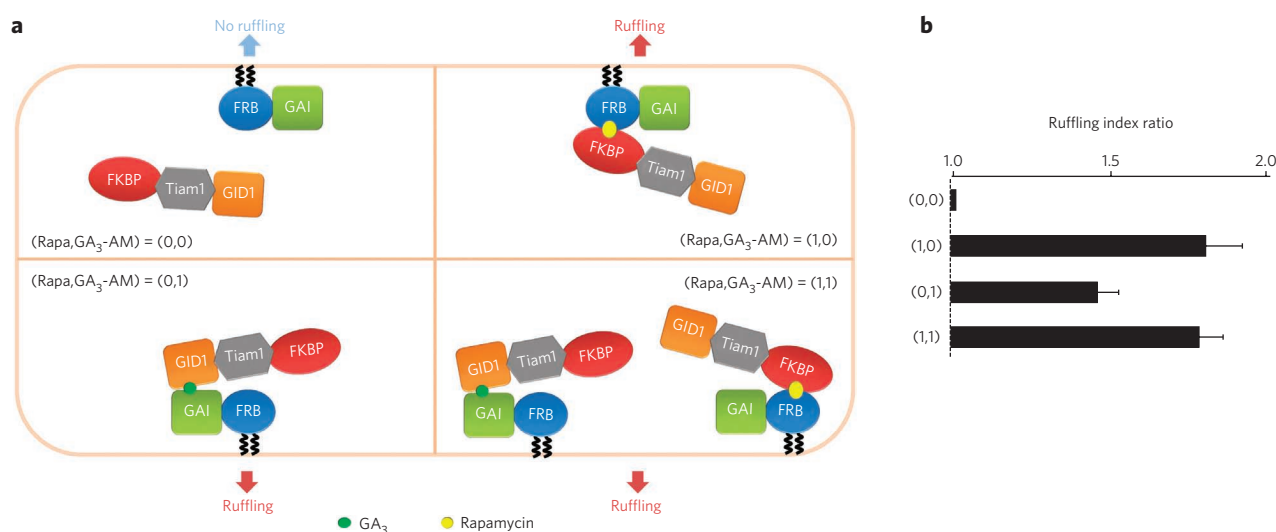 a
No ruffling
Ruffling
FRB
GAI
FKBP
Tiam1
GID1
(Rapa,GA3-AM) = (0,0)
FRB
GAI
FKBP
Tiam1
GID1
(Rapa,GA3-AM) = (1,0)
(Rapa,GA3-AM) = (0,1)
GID1
Tiam1
FKBP
GAI
FRB
Ruffling
(Rapa,GA3-AM) = (1,1)
GID1
Tiam1
FKBP
GAI
FRB
GID1
Tiam1
FKBP
GAI
FRB
Ruffling
GA3
Rapamycin
b
Ruffling index ratio
1.0 1.5 2.0
(0,0)
(1,0)
(0,1)
(1,1)